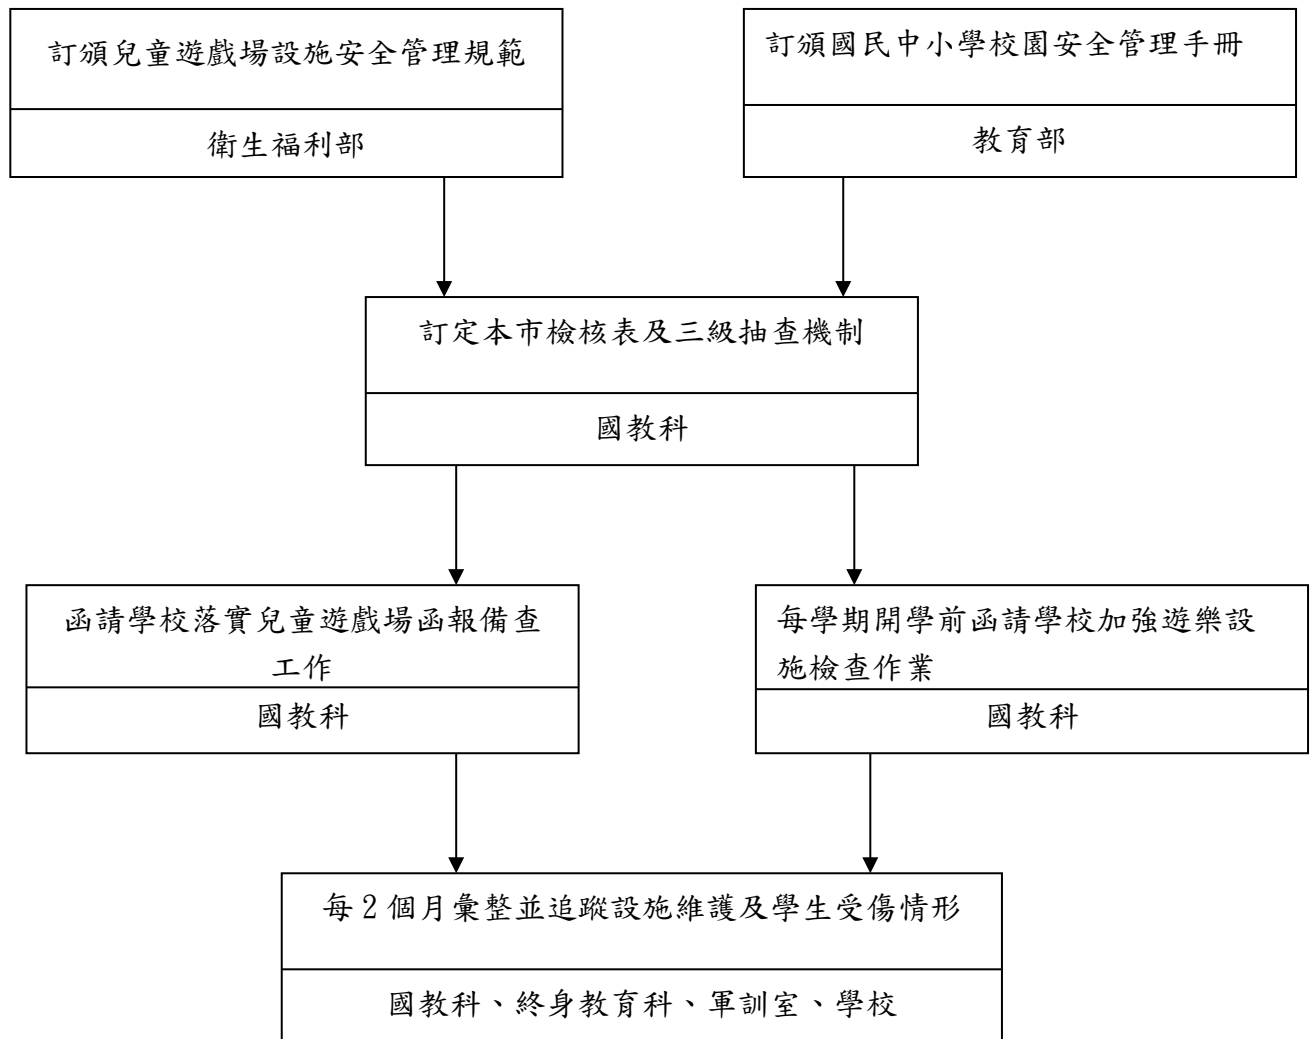 訂頒兒童遊戲場設施安全管理規範
衛生福利部
訂頒國民中小學校園安全管理手冊
教育部
訂定本市檢核表及三級抽查機制
國教科
函請學校落實兒童遊戲場函報備查
工作
國教科
每學期開學前函請學校加強遊樂設
施檢查作業
國教科
每2個月彙整並追蹤設施維護及學生受傷情形
國教科、終身教育科、軍訓室、學校